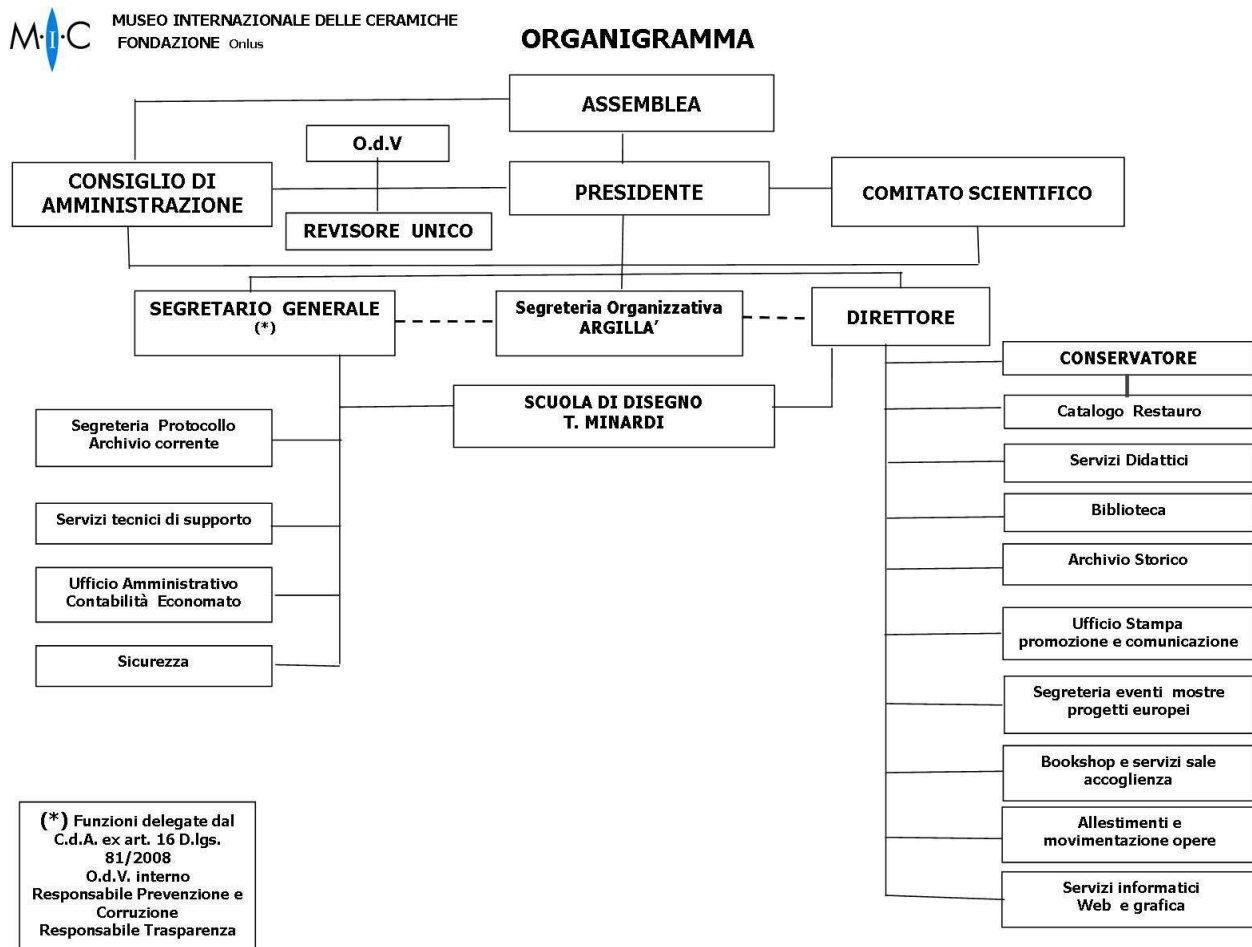 M·I·C
MUSEO INTERNAZIONALE DELLE CERAMICHE
FONDAZIONE Onlus
ORGANIGRAMMA
ASSEMBLEA
O.d.V
CONSIGLIO DI
AMMINISTRAZIONE
PRESIDENTE
COMITATO SCIENTIFICO
REVISORE UNICO
SEGRETARIO GENERALE
(*)
Segreteria Organizzativa
ARGILLA’
DIRETTORE
SCUOLA DI DISEGNO
T. MINARDI
Segreteria Protocollo
Archivio corrente
Servizi tecnici di supporto
Ufficio Amministrativo
Contabilità Economato
Sicurezza
CONSERVATORE
Catalogo Restauro
Servizi Didattici
Biblioteca
Archivio Storico
Ufficio Stampa
promozione e comunicazione
Segreteria eventi mostre
progetti europei
Bookshop e servizi sale
accoglienza
Allestimenti e
movimentazione opere
Servizi informatici
Web e grafica
(*) Funzioni delegate dal
C.d.A. ex art. 16 D.lgs.
81/2008
O.d.V. interno
Responsabile Prevenzione e
Corruzione
Responsabile Trasparenza